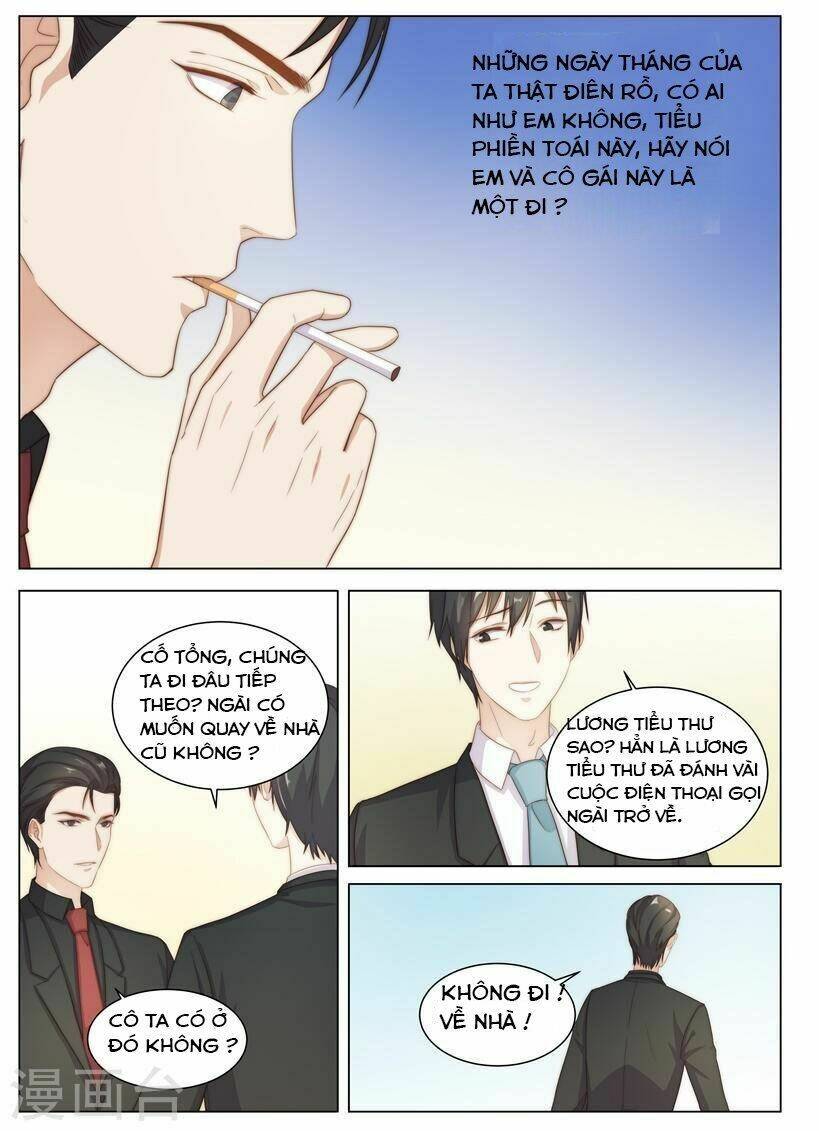 NHỮNG NGÀY THÁNG CỦA
TA THẬT ĐIÊN RỒ, CÓ AI
NHƯ EM KHÔNG, TIỂU
PHIỀN TOÁI NÀY, HÃY NÓI
EM VÀ CÔ GÁI NÀY LÀ
MỘT ĐI ?
CỐ TỔNG, CHÚNG
TA ĐI ĐÂU TIẾP
THEO? NGÀI CÓ
MUỐN QUAY VỀ NHÀ
CŨ KHÔNG ?
CÔ TA CÓ Ở
ĐÓ KHÔNG ?
LƯƠNG TIỂU THƯ
SAO? HẲN LÀ LƯƠNG
TIỂU THƯ ĐÃ ĐÁNH VÀI
CUỘC ĐIỆN THOẠI GỌI
NGÀI TRỞ VỀ.
KHÔNG ĐI !
VỀ NHÀ !
漫画台